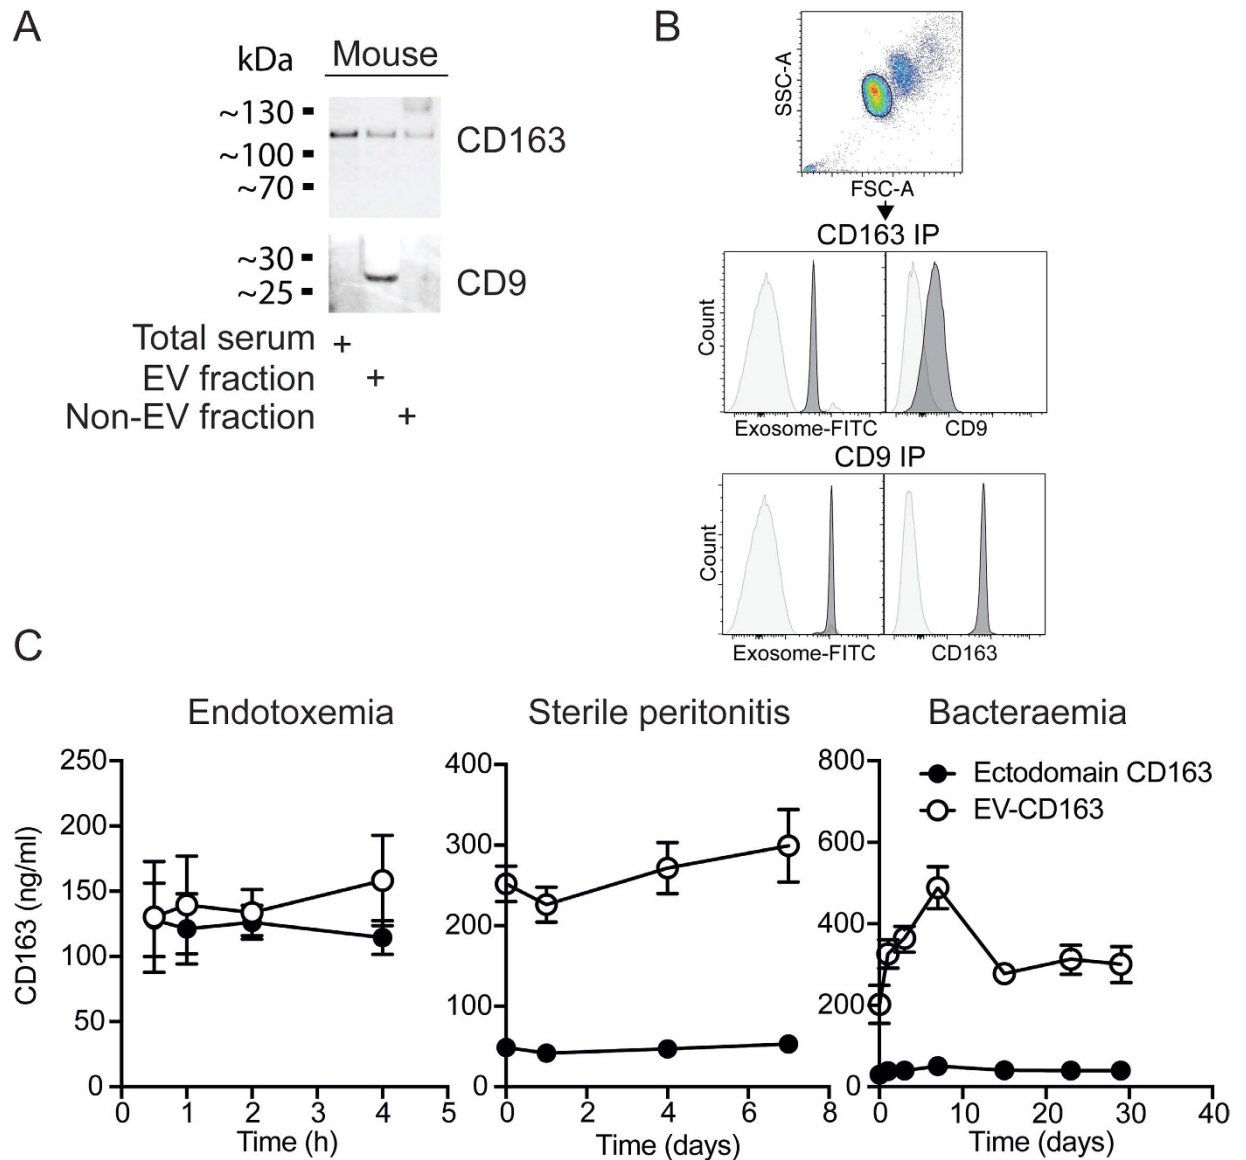 A
kDa
Mouse
~130
~100
~70
CD163
~30
~25
CD9
Total serum +
EV fraction +
Non-EV fraction +
B
SSC-A
FSC-A
CD163 IP
Count
Exosome-FITC CD9
CD9 IP
Count
Exosome-FITC CD163
C
Endotoxemia
CD163 (ng/ml)
250
200
150
100
50
0
0 1 2 3 4 5
Time (h)
Sterile peritonitis
400
300
200
100
0
0 2 4 6 8
Time (days)
Bacteraemia
Ectodomain CD163
EV-CD163
800
600
400
200
0
0 10 20 30 40
Time (days)